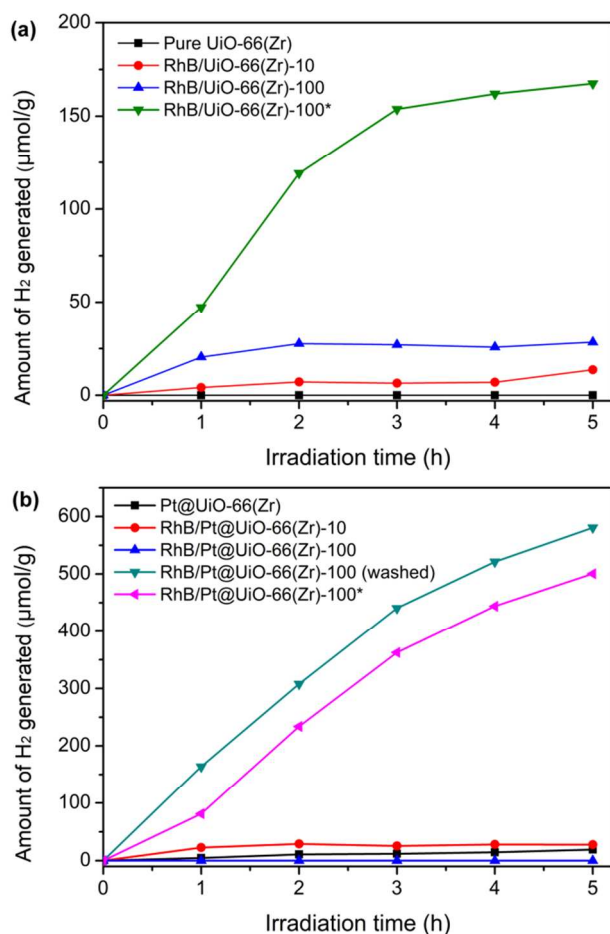 (a)
200
150
100
50
0
Amount of H₂ generated (μmol/g)
Pure UiO-66(Zr)
RhB/UiO-66(Zr)-10
RhB/UiO-66(Zr)-100
RhB/UiO-66(Zr)-100*
0 1 2 3 4 5
Irradiation time (h)
(b)
600
500
400
300
200
100
0
Amount of H₂ generated (μmol/g)
Pt@UiO-66(Zr)
RhB/Pt@UiO-66(Zr)-10
RhB/Pt@UiO-66(Zr)-100
RhB/Pt@UiO-66(Zr)-100 (washed)
RhB/Pt@UiO-66(Zr)-100*
0 1 2 3 4 5
Irradiation time (h)